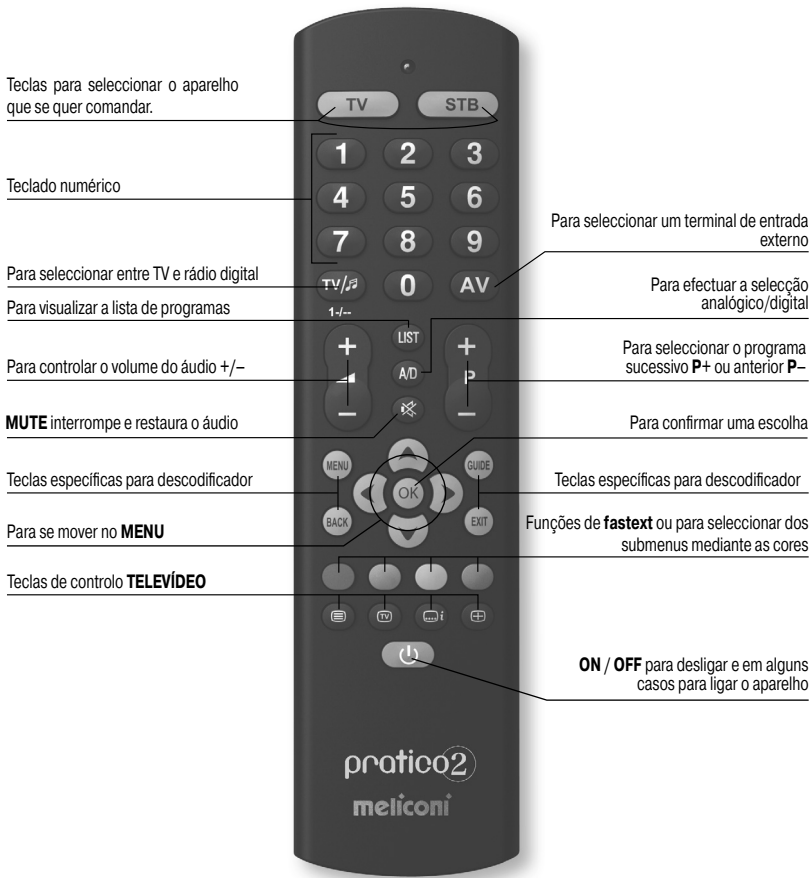 Teclas para seleccionar o aparelho
que se quer comandar.
Teclado numérico
Para seleccionar entre TV e rádio digital
Para visualizar a lista de programas
Para controlar o volume do áudio +/–
MUTE interrompe e restaura o áudio
Teclas específicas para descodificador
Para se mover no MENU
Teclas de controlo TELEVÍDEO
TV STB
1 2 3
4 5 6
7 8 9
TV/♬ 0 AV
1-/--
LIST
+ +
A/D
P
– –
MENU GUIDE
OK
BACK EXIT
TV i
pratico2
meliconi
Para seleccionar um terminal de entrada
externo
Para efectuar a selecção
analógico/digital
Para seleccionar o programa
sucessivo P+ ou anterior P–
Para confirmar uma escolha
Teclas específicas para descodificador
Funções de fastext ou para seleccionar dos
submenus mediante as cores
ON / OFF para desligar e em alguns
casos para ligar o aparelho